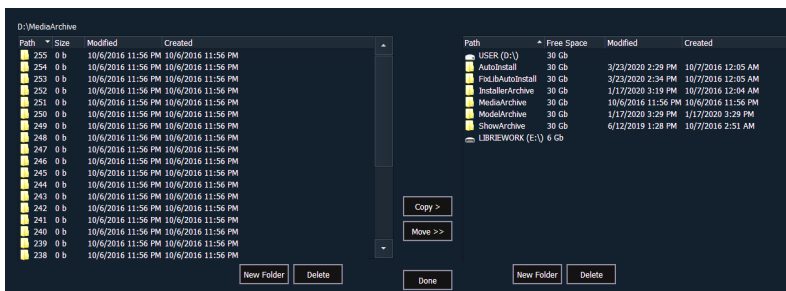 D:\MediaArchive
Path Size Modified Created
255 0 b 10/6/2016 11:56 PM 10/6/2016 11:56 PM
254 0 b 10/6/2016 11:56 PM 10/6/2016 11:56 PM
253 0 b 10/6/2016 11:56 PM 10/6/2016 11:56 PM
252 0 b 10/6/2016 11:56 PM 10/6/2016 11:56 PM
251 0 b 10/6/2016 11:56 PM 10/6/2016 11:56 PM
250 0 b 10/6/2016 11:56 PM 10/6/2016 11:56 PM
249 0 b 10/6/2016 11:56 PM 10/6/2016 11:56 PM
248 0 b 10/6/2016 11:56 PM 10/6/2016 11:56 PM
247 0 b 10/6/2016 11:56 PM 10/6/2016 11:56 PM
246 0 b 10/6/2016 11:56 PM 10/6/2016 11:56 PM
245 0 b 10/6/2016 11:56 PM 10/6/2016 11:56 PM
244 0 b 10/6/2016 11:56 PM 10/6/2016 11:56 PM
243 0 b 10/6/2016 11:56 PM 10/6/2016 11:56 PM
242 0 b 10/6/2016 11:56 PM 10/6/2016 11:56 PM
241 0 b 10/6/2016 11:56 PM 10/6/2016 11:56 PM
240 0 b 10/6/2016 11:56 PM 10/6/2016 11:56 PM
239 0 b 10/6/2016 11:56 PM 10/6/2016 11:56 PM
238 0 b 10/6/2016 11:56 PM 10/6/2016 11:56 PM
New Folder Delete
Copy >
Move >>
Done
Path Free Space Modified Created
USER (D:\) 30 Gb
AutoInstall 30 Gb 3/23/2020 2:29 PM 10/7/2016 12:05 AM
FixLibAutoInstall 30 Gb 3/23/2020 2:34 PM 10/7/2016 12:05 AM
InstallerArchive 30 Gb 1/17/2020 3:19 PM 10/7/2016 12:04 AM
MediaArchive 30 Gb 10/6/2016 11:56 PM 10/6/2016 11:56 PM
ModelArchive 30 Gb 1/17/2020 3:29 PM 1/17/2020 3:29 PM
ShowArchive 30 Gb 6/12/2019 1:28 PM 10/7/2016 2:51 AM
LIBRIEWORK (E:\) 6 Gb
New Folder Delete